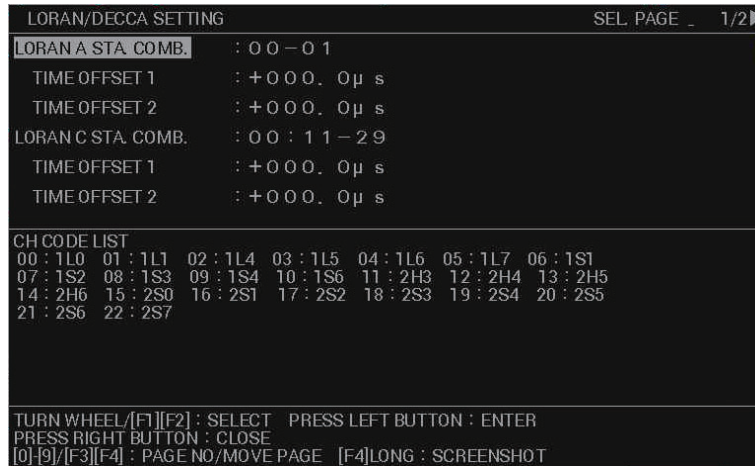 LORAN/DECCA SETTING SEL. PAGE _ 1/2▶
LORAN A STA. COMB. : 00-01
TIME OFFSET 1 : +000. 0μ s
TIME OFFSET 2 : +000. 0μ s
LORAN C STA. COMB. : 00 : 11-29
TIME OFFSET 1 : +000. 0μ s
TIME OFFSET 2 : +000. 0μ s
CH CODE LIST
00 : 1L0 01 : 1L1 02 : 1L4 03 : 1L5 04 : 1L6 05 : 1L7 06 : 1S1
07 : 1S2 08 : 1S3 09 : 1S4 10 : 1S6 11 : 2H3 12 : 2H4 13 : 2H5
14 : 2H6 15 : 2S0 16 : 2S1 17 : 2S2 18 : 2S3 19 : 2S4 20 : 2S5
21 : 2S6 22 : 2S7
TURN WHEEL/[F1][F2] : SELECT PRESS LEFT BUTTON : ENTER
PRESS RIGHT BUTTON : CLOSE
[0]-[9]/[F3][F4] : PAGE NO/MOVE PAGE [F4]LONG : SCREENSHOT